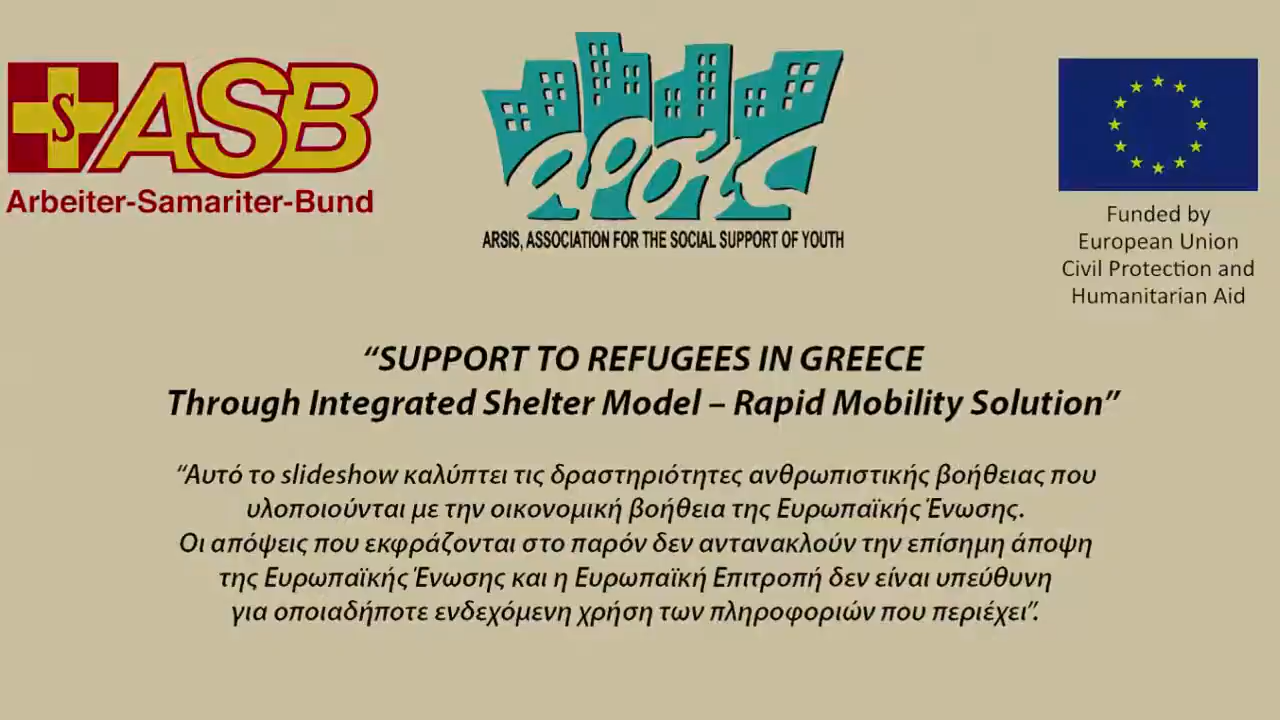 S ASB
Arbeiter-Samariter-Bund
αρσις
ARSIS, ASSOCIATION FOR THE SOCIAL SUPPORT OF YOUTH
Funded by
European Union
Civil Protection and
Humanitarian Aid
“SUPPORT TO REFUGEES IN GREECE
Through Integrated Shelter Model – Rapid Mobility Solution”
“Αυτό το slideshow καλύπτει τις δραστηριότητες ανθρωπιστικής βοήθειας που
υλοποιούνται με την οικονομική βοήθεια της Ευρωπαϊκής Ένωσης.
Οι απόψεις που εκφράζονται στο παρόν δεν αντανακλούν την επίσημη άποψη
της Ευρωπαϊκής Ένωσης και η Ευρωπαϊκή Επιτροπή δεν είναι υπεύθυνη
για οποιαδήποτε ενδεχόμενη χρήση των πληροφοριών που περιέχει”.